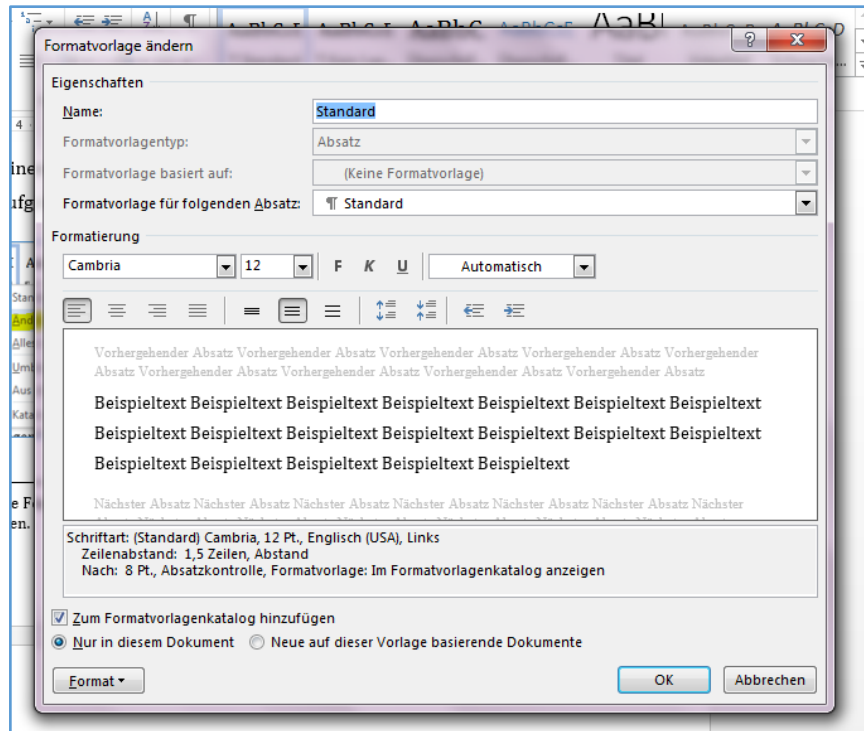 AaBl
Formatvorlage ändern
Eigenschaften
Name: Standard
4
Formatvorlagentyp: Absatz
Formatvorlage basiert auf: (Keine Formatvorlage)
Formatvorlage für folgenden Absatz: ¶ Standard
Formatierung
Cambria 12 F K U Automatisch
Vorhergehender Absatz Vorhergehender Absatz Vorhergehender Absatz Vorhergehender Absatz Vorhergehender
Absatz Vorhergehender Absatz Vorhergehender Absatz Vorhergehender Absatz Vorhergehender Absatz
Beispieltext Beispieltext Beispieltext Beispieltext Beispieltext Beispieltext Beispieltext
Beispieltext Beispieltext Beispieltext Beispieltext Beispieltext Beispieltext Beispieltext
Beispieltext Beispieltext Beispieltext Beispieltext Beispieltext
Nächster Absatz Nächster Absatz Nächster Absatz Nächster Absatz Nächster Absatz Nächster Absatz Nächster
Schriftart: (Standard) Cambria, 12 Pt., Englisch (USA), Links
Zeilenabstand: 1,5 Zeilen, Abstand
Nach: 8 Pt., Absatzkontrolle, Formatvorlage: Im Formatvorlagenkatalog anzeigen
Zum Formatvorlagenkatalog hinzufügen
Nur in diesem Dokument Neue auf dieser Vorlage basierende Dokumente
Format OK Abbrechen